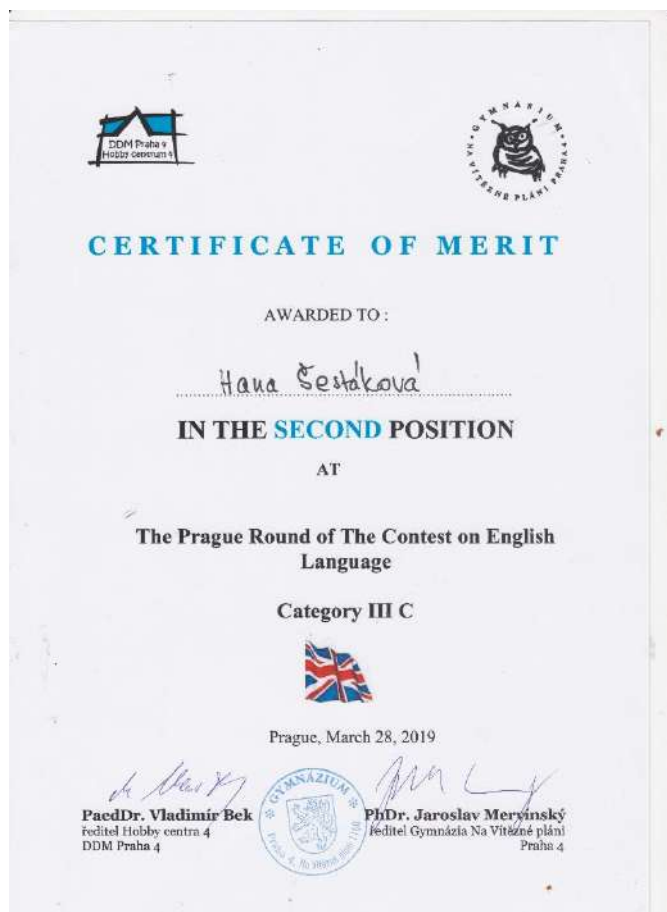 DDM Praha 4
Hobby centrum 4
GYMNÁSIUM • NA VÍTĚZNÉ PLÁNI PRAHA •
CERTIFICATE OF MERIT
AWARDED TO :
Hana Šestáková
IN THE SECOND POSITION
AT
The Prague Round of The Contest on English
Language
Category III C
Prague, March 28, 2019
GYMNÁZIUM
PaedDr. Vladimír Bek
ředitel Hobby centra 4
DDM Praha 4
PhDr. Jaroslav Mervinský
ředitel Gymnázia Na Vítězné pláni
Praha 4